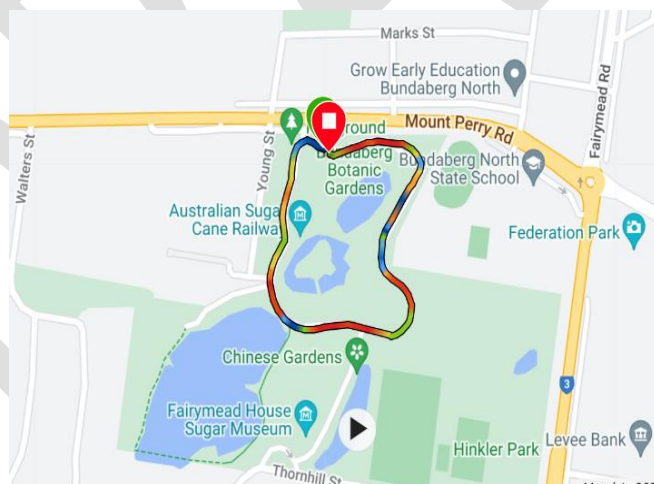 Marks St
Grow Early Education
Bundaberg North
Fairymead Rd
Mount Perry Rd
Walters St
Young St
Bundaberg
Botanic
Gardens
Bundaberg North
State School
Australian Suga
Cane Railwa
Federation Park
Chinese Gardens
3
Fairymead House
Sugar Museum
Hinkler Park
Levee Bank
Thornhill St